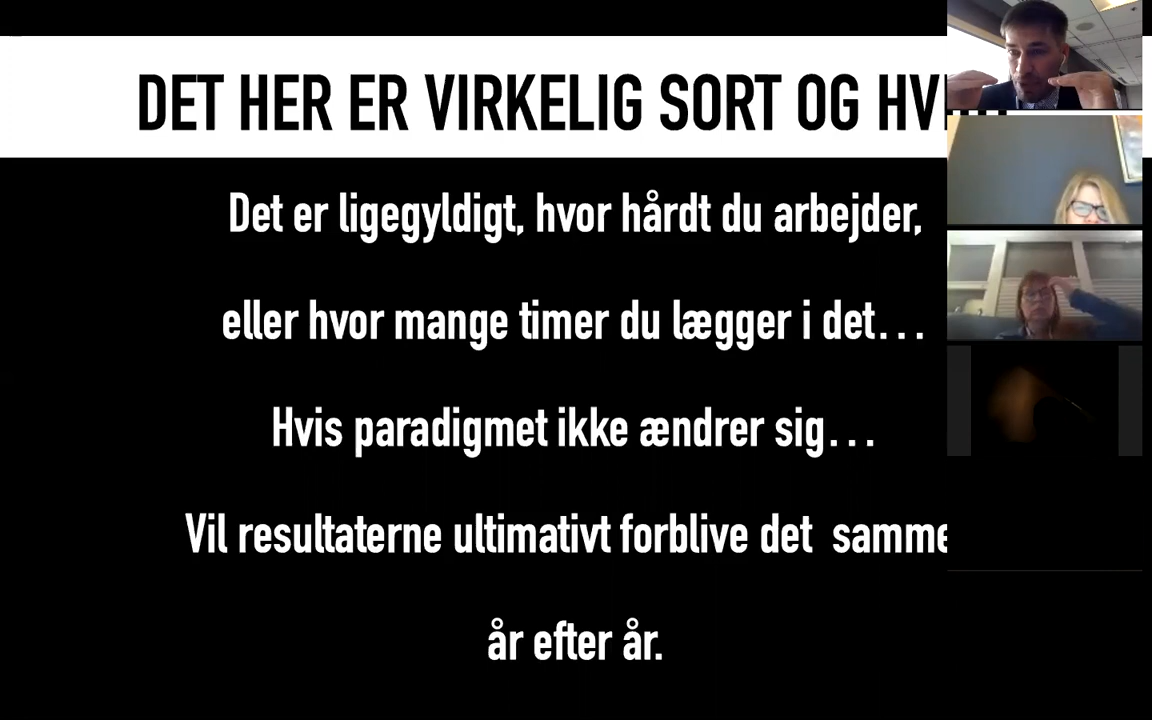 DET HER ER VIRKELIG SORT OG
Det er ligegyldigt, hvor hårdt du arbejder,
eller hvor mange timer du lægger i det...
Hvis paradigmet ikke ændrer sig...
Vil resultaterne ultimativt forblive det samme
år efter år.